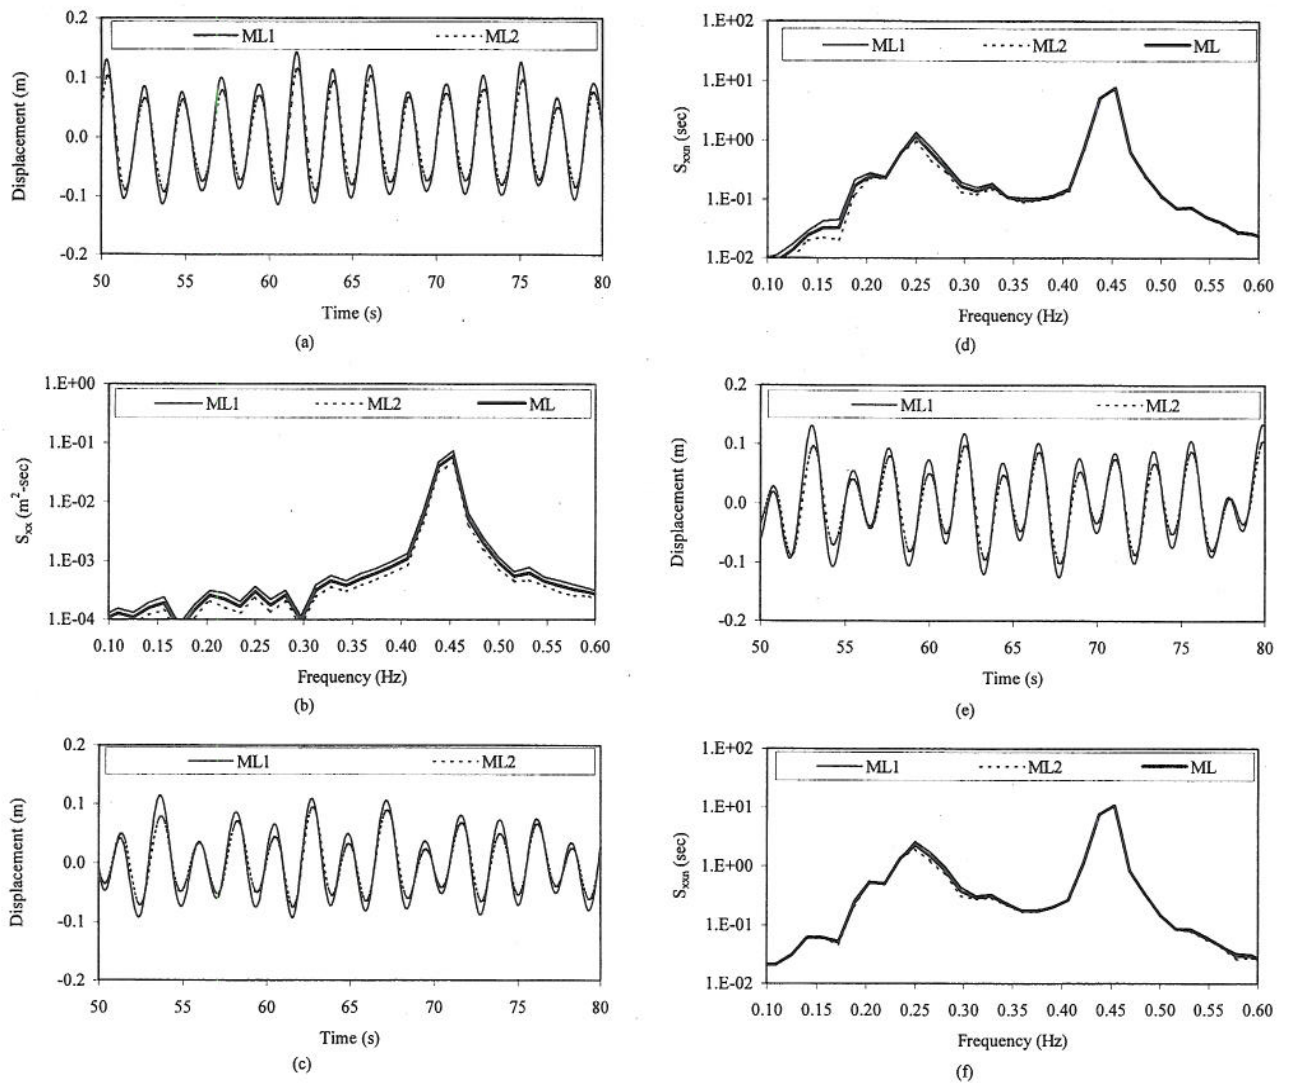 0.2
ML1 ML2
0.1
0.0
-0.1
-0.2
Displacement (m)
50 55 60 65 70 75 80
Time (s)
(a)
1.E+00
ML1 ML2 ML
1.E-01
1.E-02
1.E-03
1.E-04
Sxx (m2-sec)
0.10 0.15 0.20 0.25 0.30 0.35 0.40 0.45 0.50 0.55 0.60
Frequency (Hz)
(b)
0.2
ML1 ML2
0.1
0.0
-0.1
-0.2
Displacement (m)
50 55 60 65 70 75 80
Time (s)
(c)
1.E+02
ML1 ML2 ML
1.E+01
1.E+00
1.E-01
1.E-02
Sxxn (sec)
0.10 0.15 0.20 0.25 0.30 0.35 0.40 0.45 0.50 0.55 0.60
Frequency (Hz)
(d)
0.2
ML1 ML2
0.1
0.0
-0.1
-0.2
Displacement (m)
50 55 60 65 70 75 80
Time (s)
(e)
1.E+02
ML1 ML2 ML
1.E+01
1.E+00
1.E-01
1.E-02
Sxxn (sec)
0.10 0.15 0.20 0.25 0.30 0.35 0.40 0.45 0.50 0.55 0.60
Frequency (Hz)
(f)